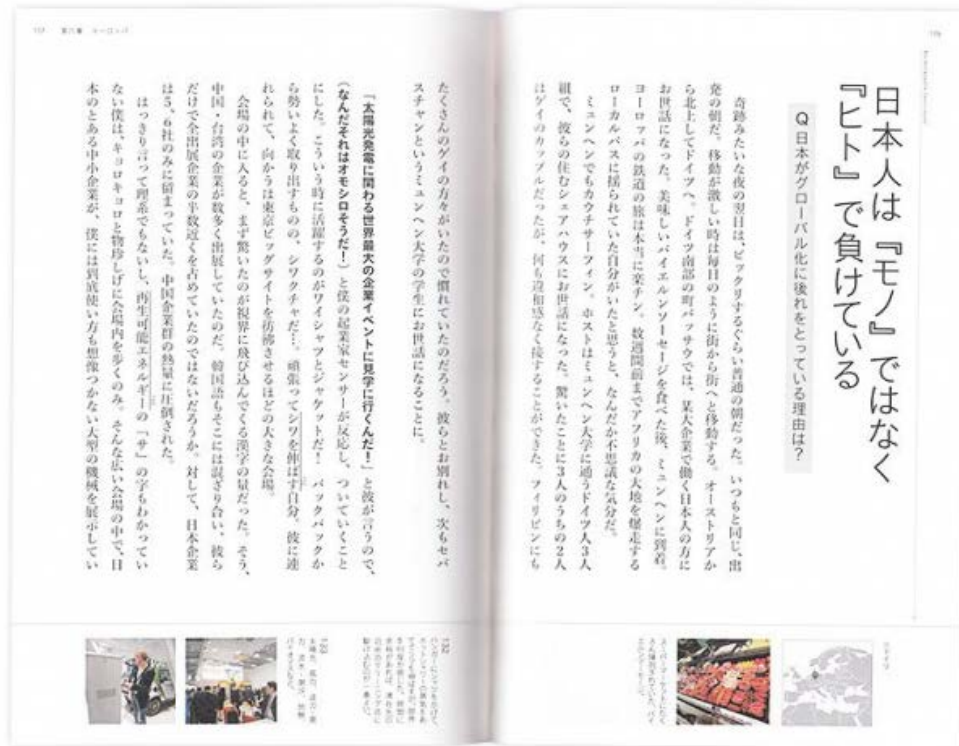 日本人は『モノ』ではなく
『ヒト』で負けている
Q 日本がグローバル化に後れをとっている理由は?
奇跡みたいな夜の翌日は、ビックリするぐらい普通の朝だった。いつもと同じ、出
発の朝だ。移動が激しい時は毎日のように街から街へと移動する。オーストリアか
ら北上してドイツへ。ドイツ南部の町パッサウでは、某大企業で働く日本人の方に
お世話になった。美味しいバイエルンソーセージを食べた後、ミュンヘンに到着。
ヨーロッパの鉄道の旅は本当に楽チン。数週間前までアフリカの大地を爆走する
ローカルバスに揺られていた自分がいたと思うと、なんだか不思議な気分だ。
ミュンヘンでもカウチサーフィン。ホストはミュンヘン大学に通うドイツ人3人
組で、彼らの住むシェアハウスにお世話になった。驚いたことに3人のうちの2人
はゲイのカップルだったが、何も違和感なく接することができた。フィリピンにも
第六章 ヨーロッパ
たくさんのゲイの方々がいたので慣れていたのだろう。彼らとお別れし、次もセバ
スチャンというミュンヘン大学の学生にお世話になることに。
「太陽光発電に関わる世界最大の企業イベントに見学に行くんだ!」と彼が言うので、
(なんだそれはオモシロそうだ!)と僕の起業家センサーが反応し、ついていくこと
にした。こういう時に活躍するのがワイシャツとジャケットだ! バックパックか
ら勢いよく取り出すものの、シワクチャだ…。頑張ってシワを伸ばす自分。彼に連
れられて、向かうは東京ビッグサイトを彷彿させるほどの大きな会場。
会場の中に入ると、まず驚いたのが視界に飛び込んでくる漢字の量だった。そう、
中国・台湾の企業が数多く出展していたのだ。韓国語もそこには混ざり合い、彼ら
だけで全出展企業の半数近くを占めていたのではないだろうか。対して、日本企業
は5、6社のみに留まっていた。中国企業群の熱量に圧倒された。
はっきり言って理系でもないし、再生可能エネルギーの「サ」の字もわかってい
ない僕は、キョロキョロと物珍しげに会場内を歩くのみ。そんな広い会場の中で、日
本のとある中小企業が、僕には到底使い方も想像つかない大型の機械を展示してい